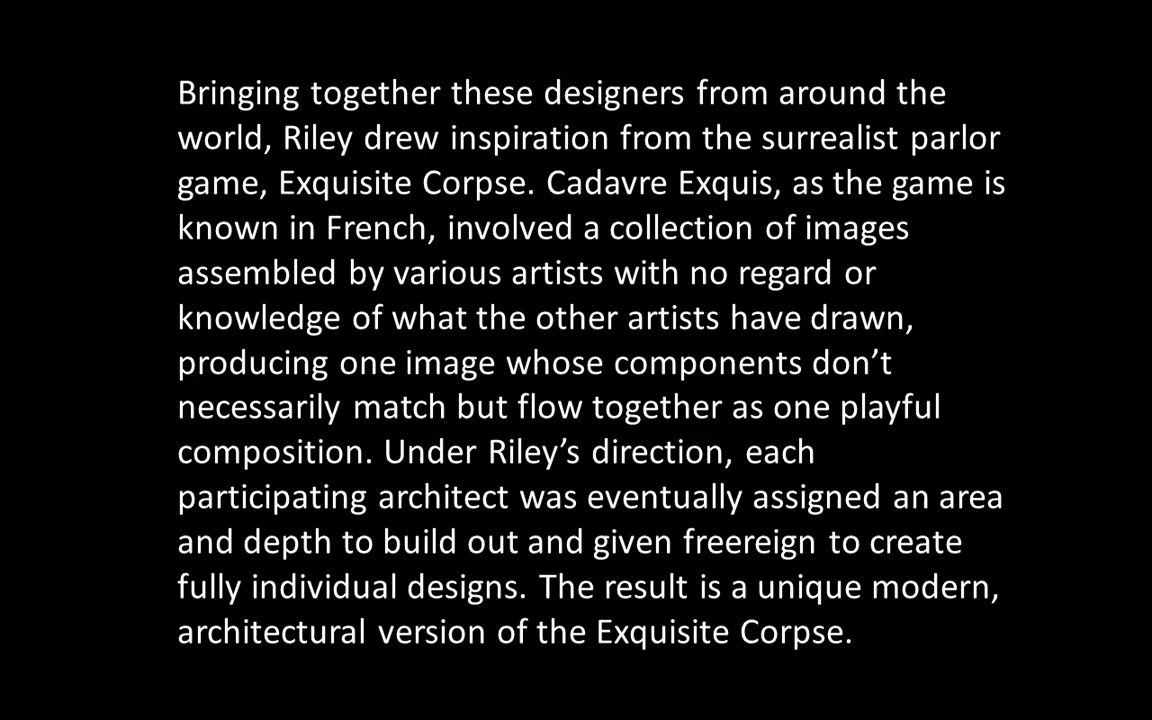 Bringing together these designers from around the
world, Riley drew inspiration from the surrealist parlor
game, Exquisite Corpse. Cadavre Exquis, as the game is
known in French, involved a collection of images
assembled by various artists with no regard or
knowledge of what the other artists have drawn,
producing one image whose components don’t
necessarily match but flow together as one playful
composition. Under Riley’s direction, each
participating architect was eventually assigned an area
and depth to build out and given freereign to create
fully individual designs. The result is a unique modern,
architectural version of the Exquisite Corpse.